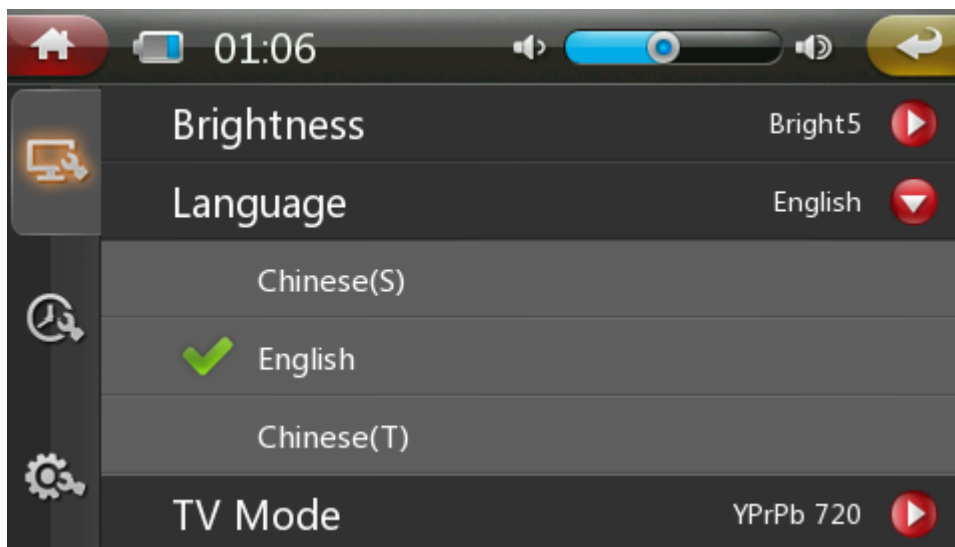 01:06
Brightness Bright5
Language English
Chinese(S)
English
Chinese(T)
TV Mode YPrPb 720